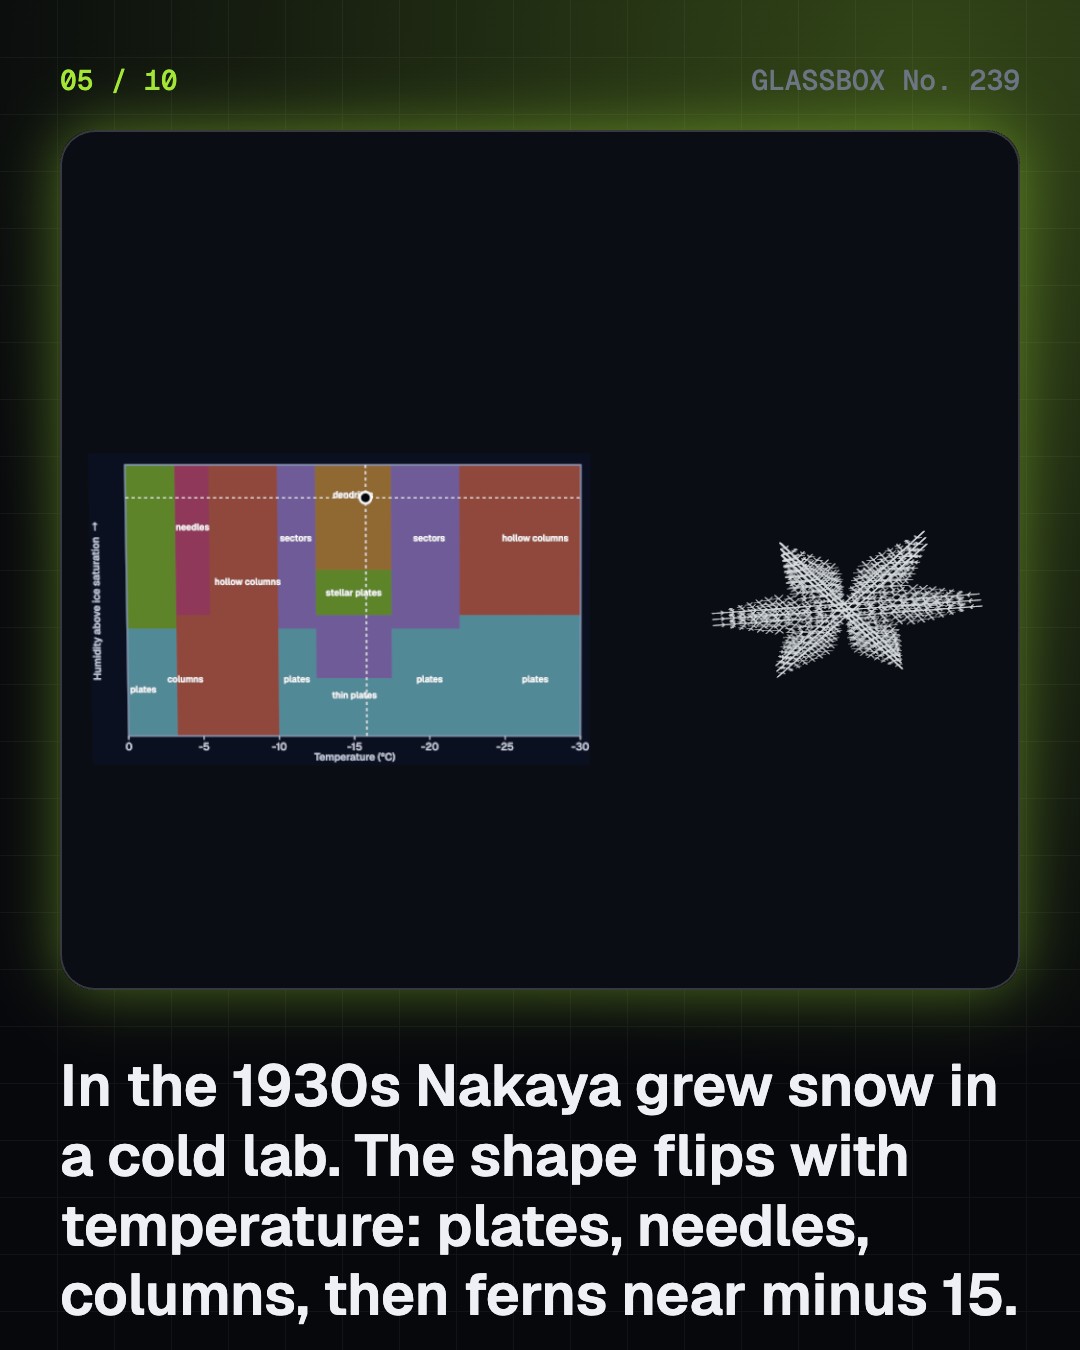 05 / 10
GLASSBOX No. 239
Humidity above ice saturation →
needles
sectors
sectors
hollow columns
hollow columns
stellar plates
columns
plates
plates
plates
plates
thin plates
0 -5 -10 -15 -20 -25 -30
Temperature (°C)
In the 1930s Nakaya grew snow in
a cold lab. The shape flips with
temperature: plates, needles,
columns, then ferns near minus 15.